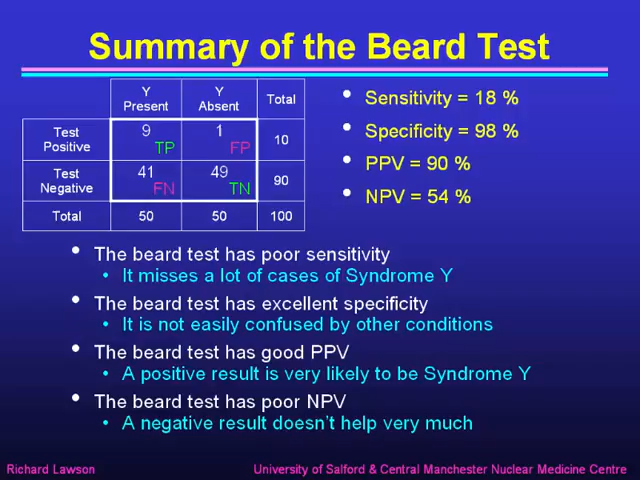 Summary of the Beard Test
Y Present Y Absent Total
Test Positive 9 TP 1 FP 10
Test Negative 41 FN 49 TN 90
Total 50 50 100
• Sensitivity = 18 %
• Specificity = 98 %
• PPV = 90 %
• NPV = 54 %
• The beard test has poor sensitivity
• It misses a lot of cases of Syndrome Y
• The beard test has excellent specificity
• It is not easily confused by other conditions
• The beard test has good PPV
• A positive result is very likely to be Syndrome Y
• The beard test has poor NPV
• A negative result doesn't help very much
Richard Lawson
University of Salford & Central Manchester Nuclear Medicine Centre